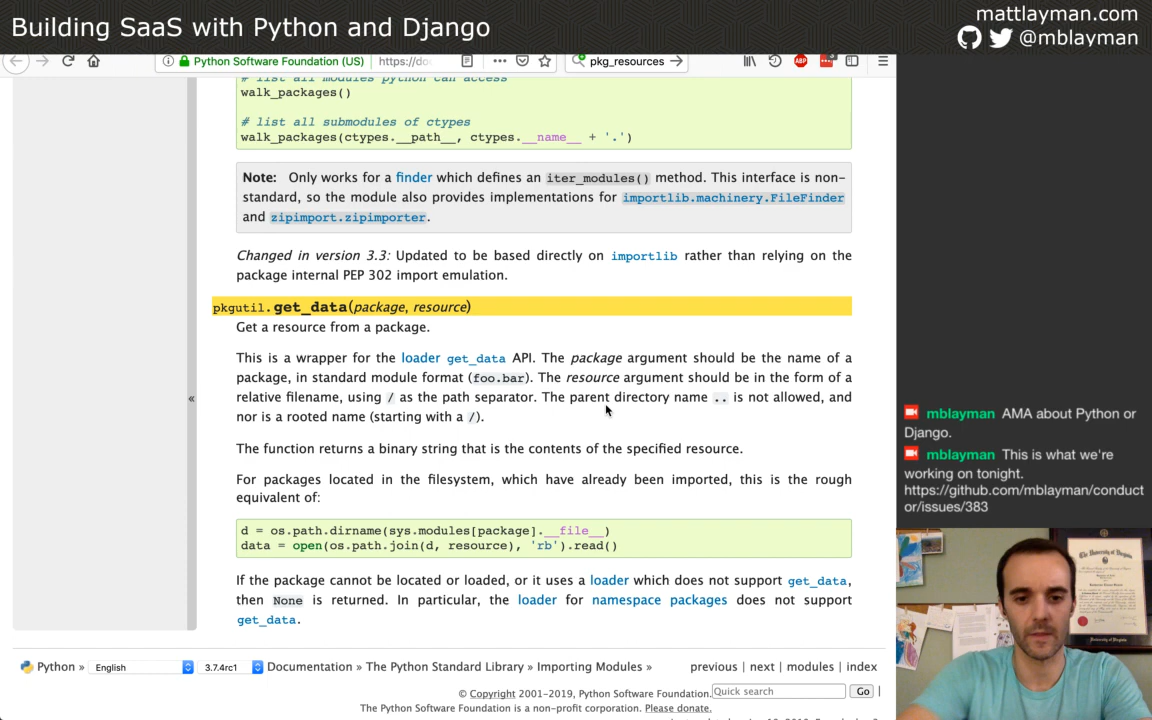 Building SaaS with Python and Django
mattlayman.com
@mblayman
Python Software Foundation (US)
https://do
pkg_resources
ABP
# list all modules python can access
walk_packages()
# list all submodules of ctypes
walk_packages(ctypes.__path__, ctypes.__name__ + '.')
Note: Only works for a finder which defines an iter_modules() method. This interface is non-
standard, so the module also provides implementations for importlib.machinery.FileFinder
and zipimport.zipimporter.
Changed in version 3.3: Updated to be based directly on importlib rather than relying on the
package internal PEP 302 import emulation.
pkgutil.get_data(package, resource)
Get a resource from a package.
This is a wrapper for the loader get_data API. The package argument should be the name of a
package, in standard module format (foo.bar). The resource argument should be in the form of a
relative filename, using / as the path separator. The parent directory name .. is not allowed, and
nor is a rooted name (starting with a /).
The function returns a binary string that is the contents of the specified resource.
For packages located in the filesystem, which have already been imported, this is the rough
equivalent of:
d = os.path.dirname(sys.modules[package].__file__)
data = open(os.path.join(d, resource), 'rb').read()
If the package cannot be located or loaded, or it uses a loader which does not support get_data,
then None is returned. In particular, the loader for namespace packages does not support
get_data.
«
mblayman AMA about Python or
Django.
mblayman This is what we're
working on tonight.
https://github.com/mblayman/conduct
or/issues/383
Python » English 3.7.4rc1 Documentation » The Python Standard Library » Importing Modules »
previous | next | modules | index
© Copyright 2001-2019, Python Software Foundation. Quick search Go |
The Python Software Foundation is a non-profit corporation. Please donate.